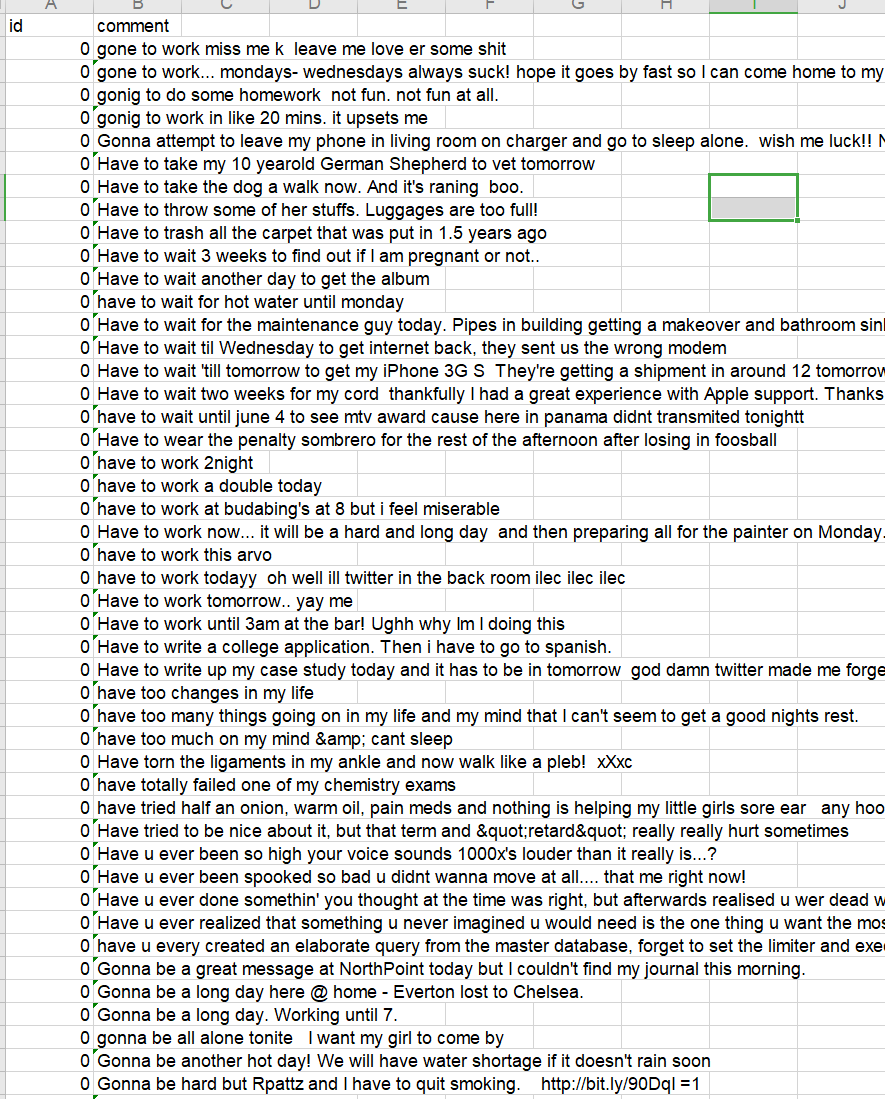 A B C D E F G H I J
id comment
0 gone to work miss me k  leave me love er some shit
0 gone to work... mondays- wednesdays always suck! hope it goes by fast so I can come home to my
0 gonig to do some homework  not fun. not fun at all.
0 gonig to work in like 20 mins. it upsets me
0 Gonna attempt to leave my phone in living room on charger and go to sleep alone.  wish me luck!! N
0 Have to take my 10 yearold German Shepherd to vet tomorrow
0 Have to take the dog a walk now. And it's raning  boo.
0 Have to throw some of her stuffs. Luggages are too full!
0 Have to trash all the carpet that was put in 1.5 years ago
0 Have to wait 3 weeks to find out if I am pregnant or not..
0 Have to wait another day to get the album
0 have to wait for hot water until monday
0 Have to wait for the maintenance guy today. Pipes in building getting a makeover and bathroom sinl
0 Have to wait til Wednesday to get internet back, they sent us the wrong modem
0 Have to wait 'till tomorrow to get my iPhone 3G S  They're getting a shipment in around 12 tomorrow
0 Have to wait two weeks for my cord  thankfully I had a great experience with Apple support. Thanks
0 have to wait until june 4 to see mtv award cause here in panama didnt transmited tonightt
0 Have to wear the penalty sombrero for the rest of the afternoon after losing in foosball
0 have to work 2night
0 have to work a double today
0 have to work at budabing's at 8 but i feel miserable
0 Have to work now... it will be a hard and long day  and then preparing all for the painter on Monday.
0 have to work this arvo
0 have to work todayy  oh well ill twitter in the back room ilec ilec ilec
0 Have to work tomorrow.. yay me
0 Have to work until 3am at the bar! Ughh why Im I doing this
0 Have to write a college application. Then i have to go to spanish.
0 Have to write up my case study today and it has to be in tomorrow  god damn twitter made me forge
0 have too changes in my life
0 have too many things going on in my life and my mind that I can't seem to get a good nights rest.
0 have too much on my mind &amp; cant sleep
0 Have torn the ligaments in my ankle and now walk like a pleb!  xXxc
0 have totally failed one of my chemistry exams
0 have tried half an onion, warm oil, pain meds and nothing is helping my little girls sore ear   any hoo
0 Have tried to be nice about it, but that term and &quot;retard&quot; really really hurt sometimes
0 Have u ever been so high your voice sounds 1000x's louder than it really is...?
0 Have u ever been spooked so bad u didnt wanna move at all.... that me right now!
0 Have u ever done somethin' you thought at the time was right, but afterwards realised u wer dead w
0 Have u ever realized that something u never imagined u would need is the one thing u want the mos
0 have u every created an elaborate query from the master database, forget to set the limiter and exe
0 Gonna be a great message at NorthPoint today but I couldn't find my journal this morning.
0 Gonna be a long day here @ home - Everton lost to Chelsea.
0 Gonna be a long day. Working until 7.
0 gonna be all alone tonite   I want my girl to come by
0 Gonna be another hot day! We will have water shortage if it doesn't rain soon
0 Gonna be hard but Rpattz and I have to quit smoking.    http://bit.ly/90DqI =1